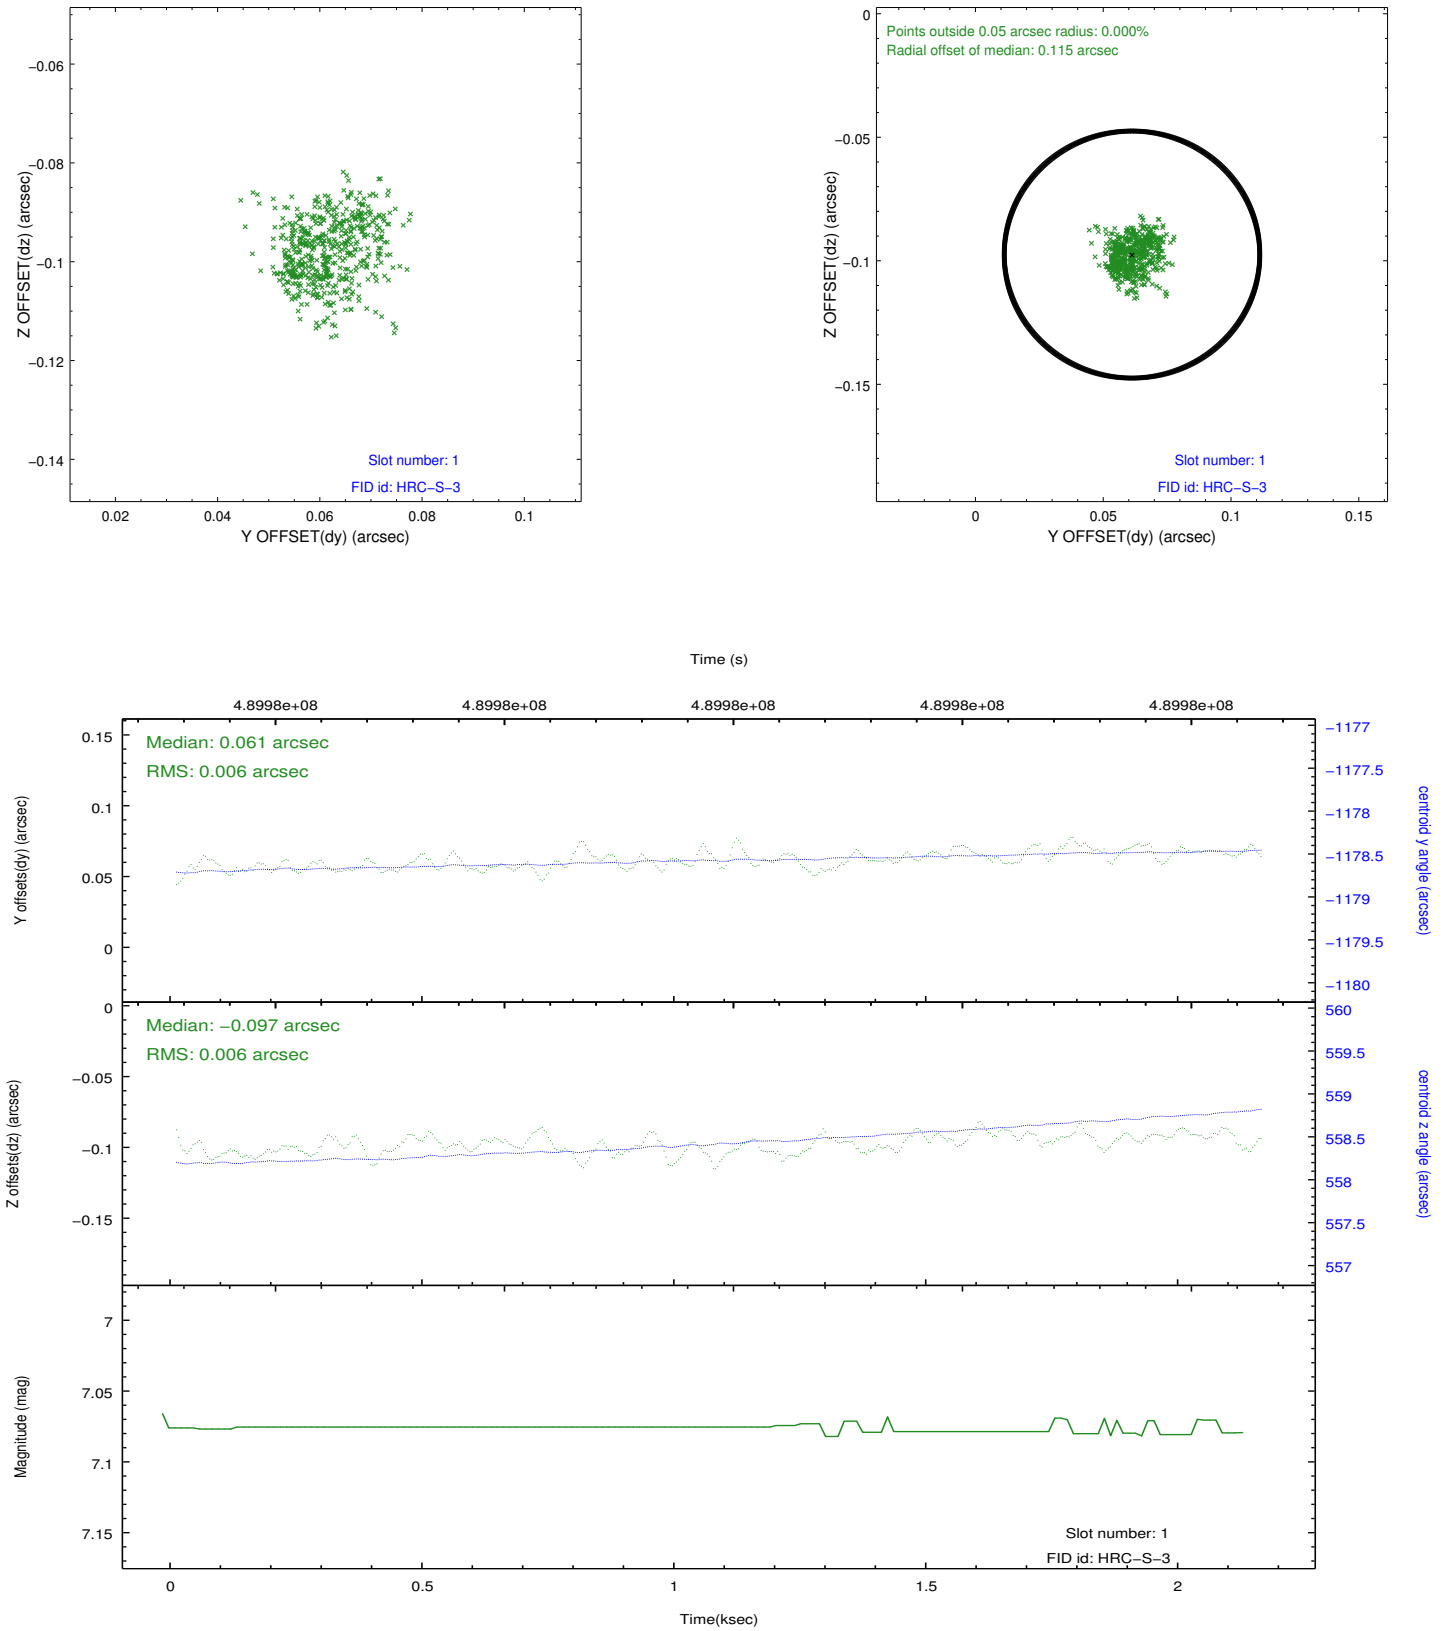 −0.06
−0.08
−0.1
−0.12
−0.14
Z OFFSET(dz) (arcsec)
Slot number: 1
FID id: HRC−S−3
0.02 0.04 0.06 0.08 0.1
Y OFFSET(dy) (arcsec)
Points outside 0.05 arcsec radius: 0.000%
Radial offset of median: 0.115 arcsec
0
−0.05
−0.1
−0.15
Z OFFSET(dz) (arcsec)
Slot number: 1
FID id: HRC−S−3
0 0.05 0.1 0.15
Y OFFSET(dy) (arcsec)
Time (s)
4.8998e+08 4.8998e+08 4.8998e+08 4.8998e+08 4.8998e+08
Median: 0.061 arcsec
RMS: 0.006 arcsec
0.15
0.1
0.05
0
Y offsets(dy) (arcsec)
−1177
−1177.5
−1178
−1178.5
−1179
−1179.5
−1180
centroid y angle (arcsec)
Median: −0.097 arcsec
RMS: 0.006 arcsec
0
−0.05
−0.1
−0.15
Z offsets(dz) (arcsec)
560
559.5
559
558.5
558
557.5
557
centroid z angle (arcsec)
7
7.05
7.1
7.15
Magnitude (mag)
Slot number: 1
FID id: HRC−S−3
0 0.5 1 1.5 2
Time(ksec)